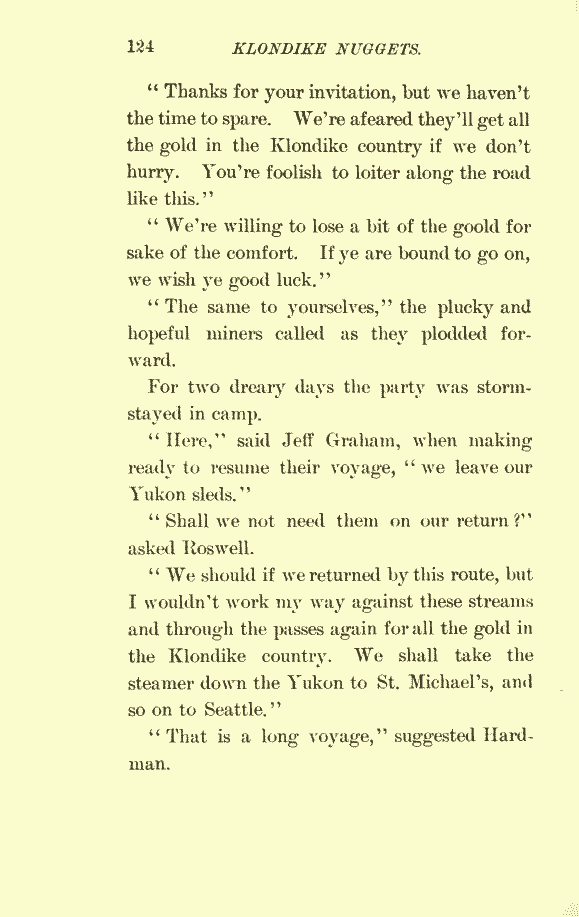 124 KLONDIKE NUGGETS.
“ Thanks for your invitation, but we haven’t
the time to spare. We’re afeared they’ll get all
the gold in the Klondike country if we don’t
hurry. You’re foolish to loiter along the road
like this.”
“ We’re willing to lose a bit of the goold for
sake of the comfort. If ye are bound to go on,
we wish ye good luck.”
“ The same to yourselves,” the plucky and
hopeful miners called as they plodded for-
ward.
For two dreary days the party was storm-
stayed in camp.
“ Here,” said Jeff Graham, when making
ready to resume their voyage, “ we leave our
Yukon sleds.”
“ Shall we not need them on our return?”
asked Roswell.
“ We should if we returned by this route, but
I wouldn’t work my way against these streams
and through the passes again for all the gold in
the Klondike country. We shall take the
steamer down the Yukon to St. Michael’s, and
so on to Seattle.”
“ That is a long voyage,” suggested Hard-
man.